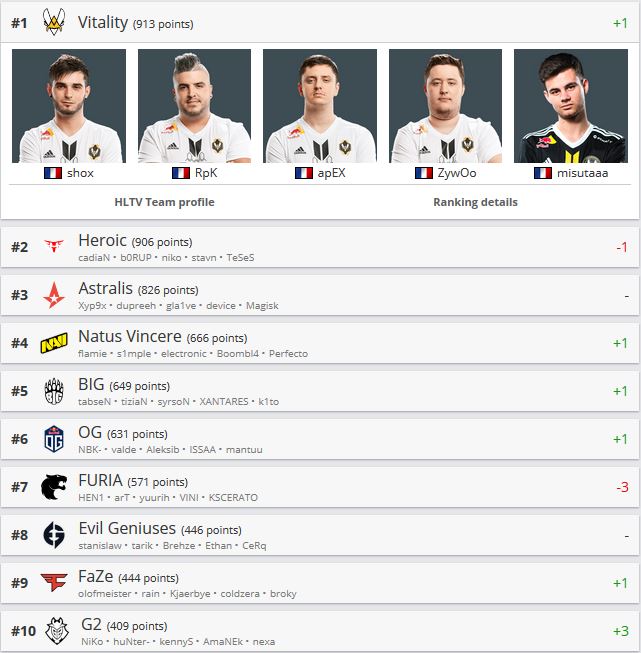 #1 Vitality (913 points) +1
shox RpK apEX ZywOo misutaaa
HLTV Team profile Ranking details
#2 Heroic (906 points) -1
cadiaN • b0RUP • niko • stavn • TeSeS
#3 Astralis (826 points) -
Xyp9x • dupreeh • gla1ve • device • Magisk
#4 NAVI Natus Vincere (666 points) +1
flamie • s1mple • electronic • Boombl4 • Perfecto
#5 BIG (649 points) +1
tabseN • tiziaN • syrsoN • XANTARES • k1to
#6 OG OG (631 points) +1
NBK- • valde • Aleksib • ISSAA • mantuu
#7 FURIA (571 points) -3
HEN1 • arT • yuurih • VINI • KSCERATO
#8 Evil Geniuses (446 points) -
stanislaw • tarik • Brehze • Ethan • CeRq
#9 FaZe (444 points) +1
olofmeister • rain • Kjaerbye • coldzera • broky
#10 G2 (409 points) +3
NiKo • huNter- • kennyS • AmaNEk • nexa